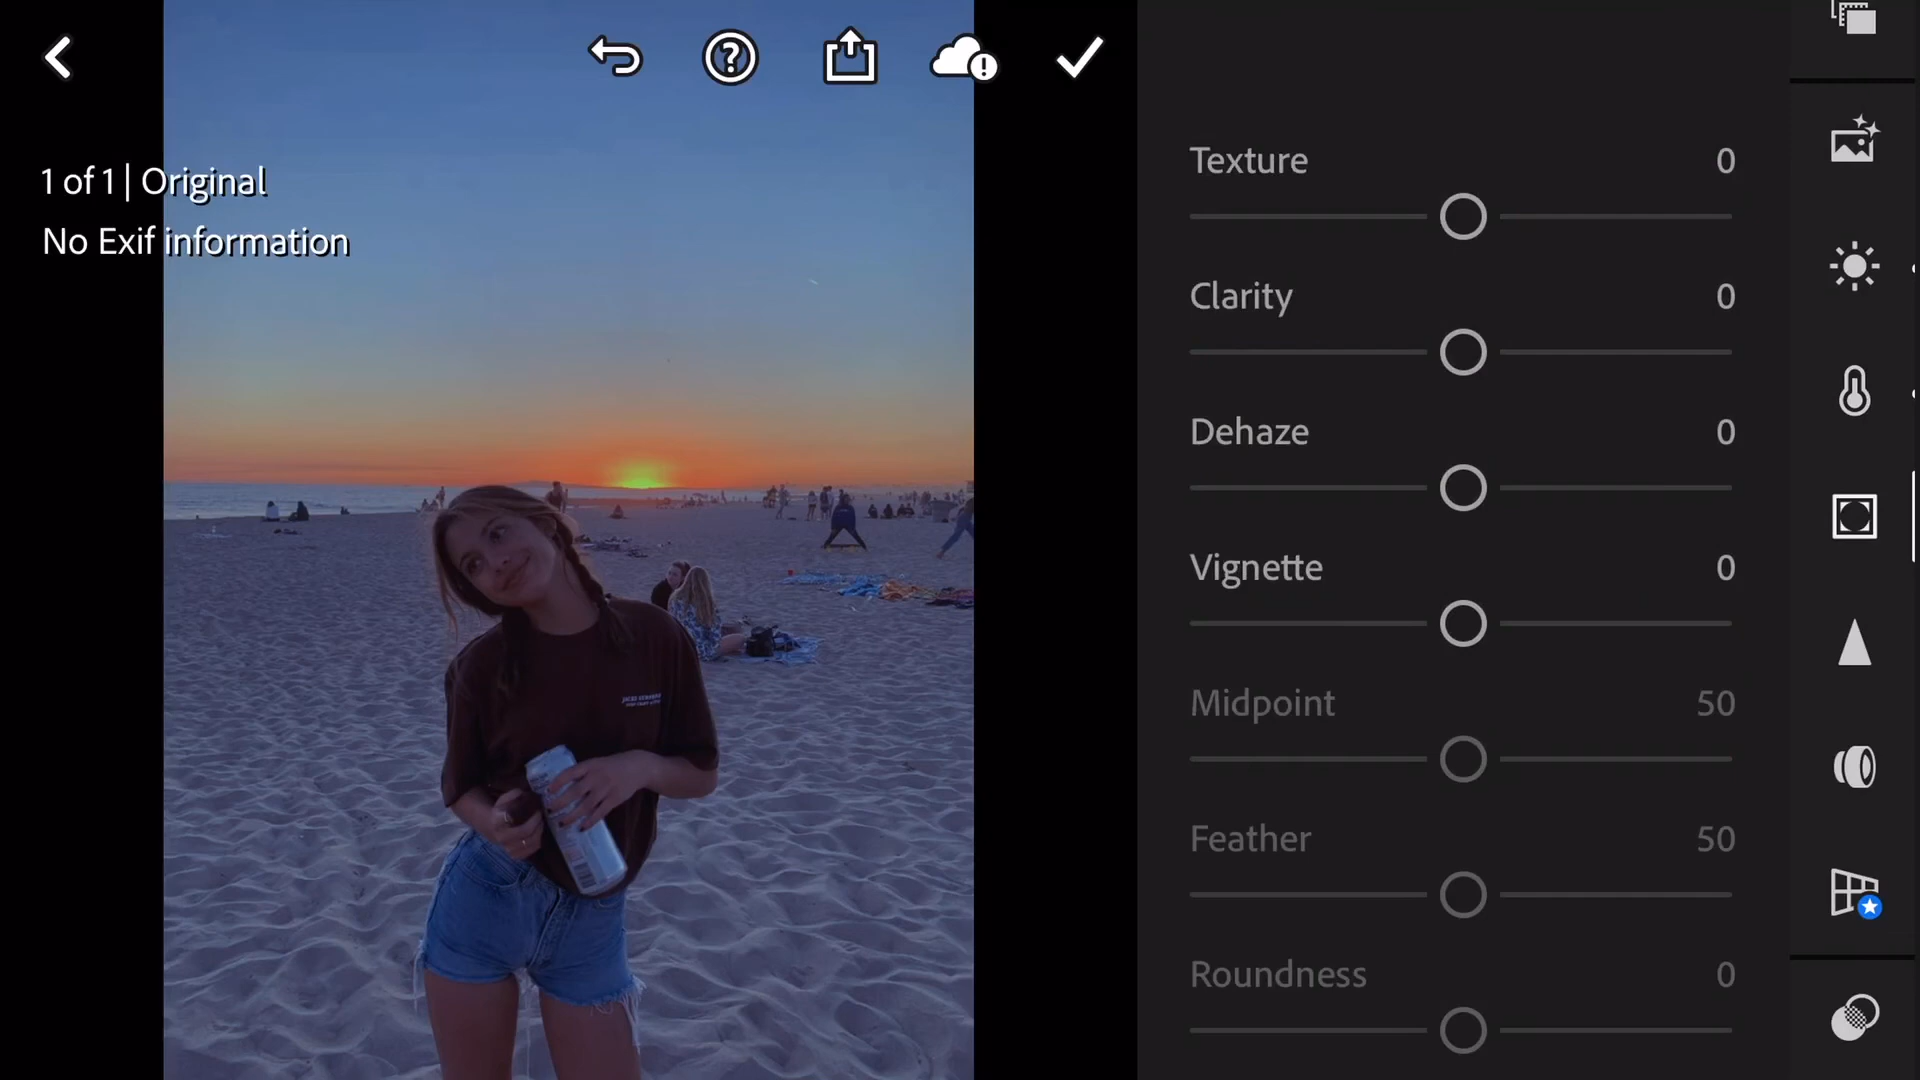 1 of 1 | Original
No Exif information
Texture 0
Clarity 0
Dehaze 0
Vignette 0
Midpoint 50
Feather 50
Roundness 0